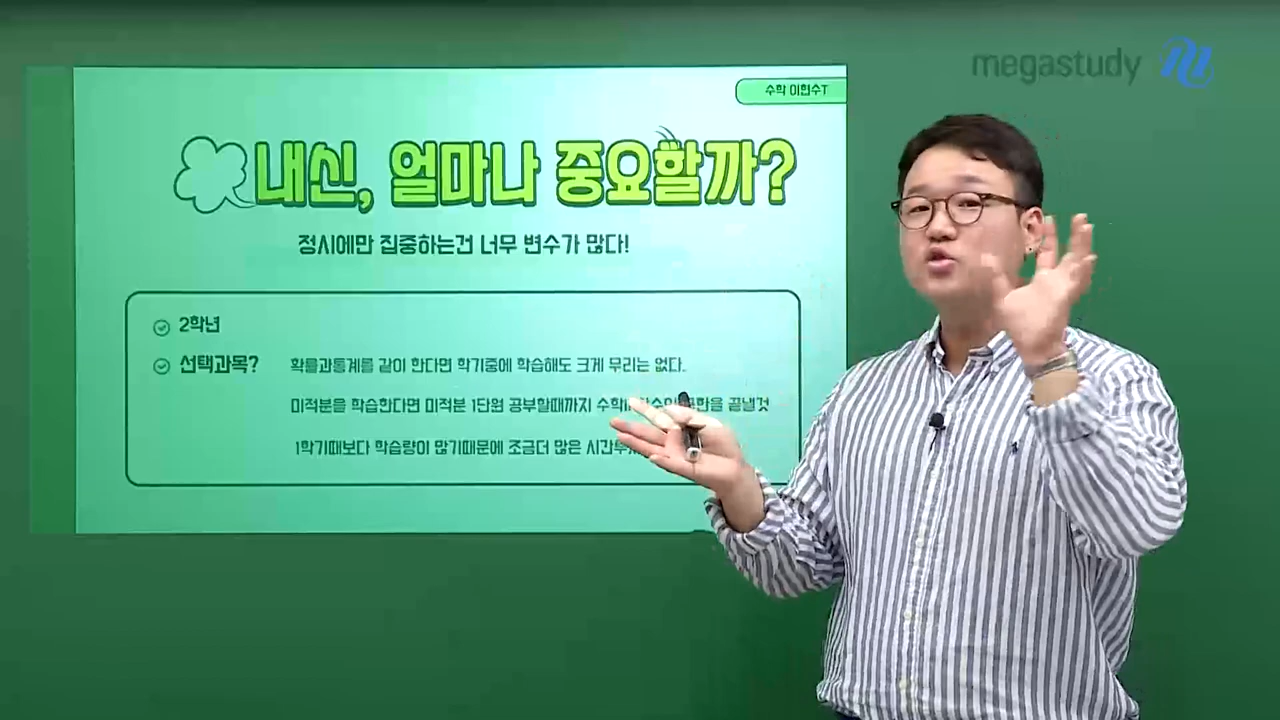 megastudy
수학 이현수T
내신, 얼마나 중요할까?
정시에만 집중하는건 너무 변수가 많다!
2학년
선택과목? 확률과통계를 같이 한다면 학기중에 학습해도 크게 무리는 없다.
미적분을 학습한다면 미적분 1단원 공부할때까지 끝낼것
1학기때보다 학습량이 많기때문에 조금더 많은